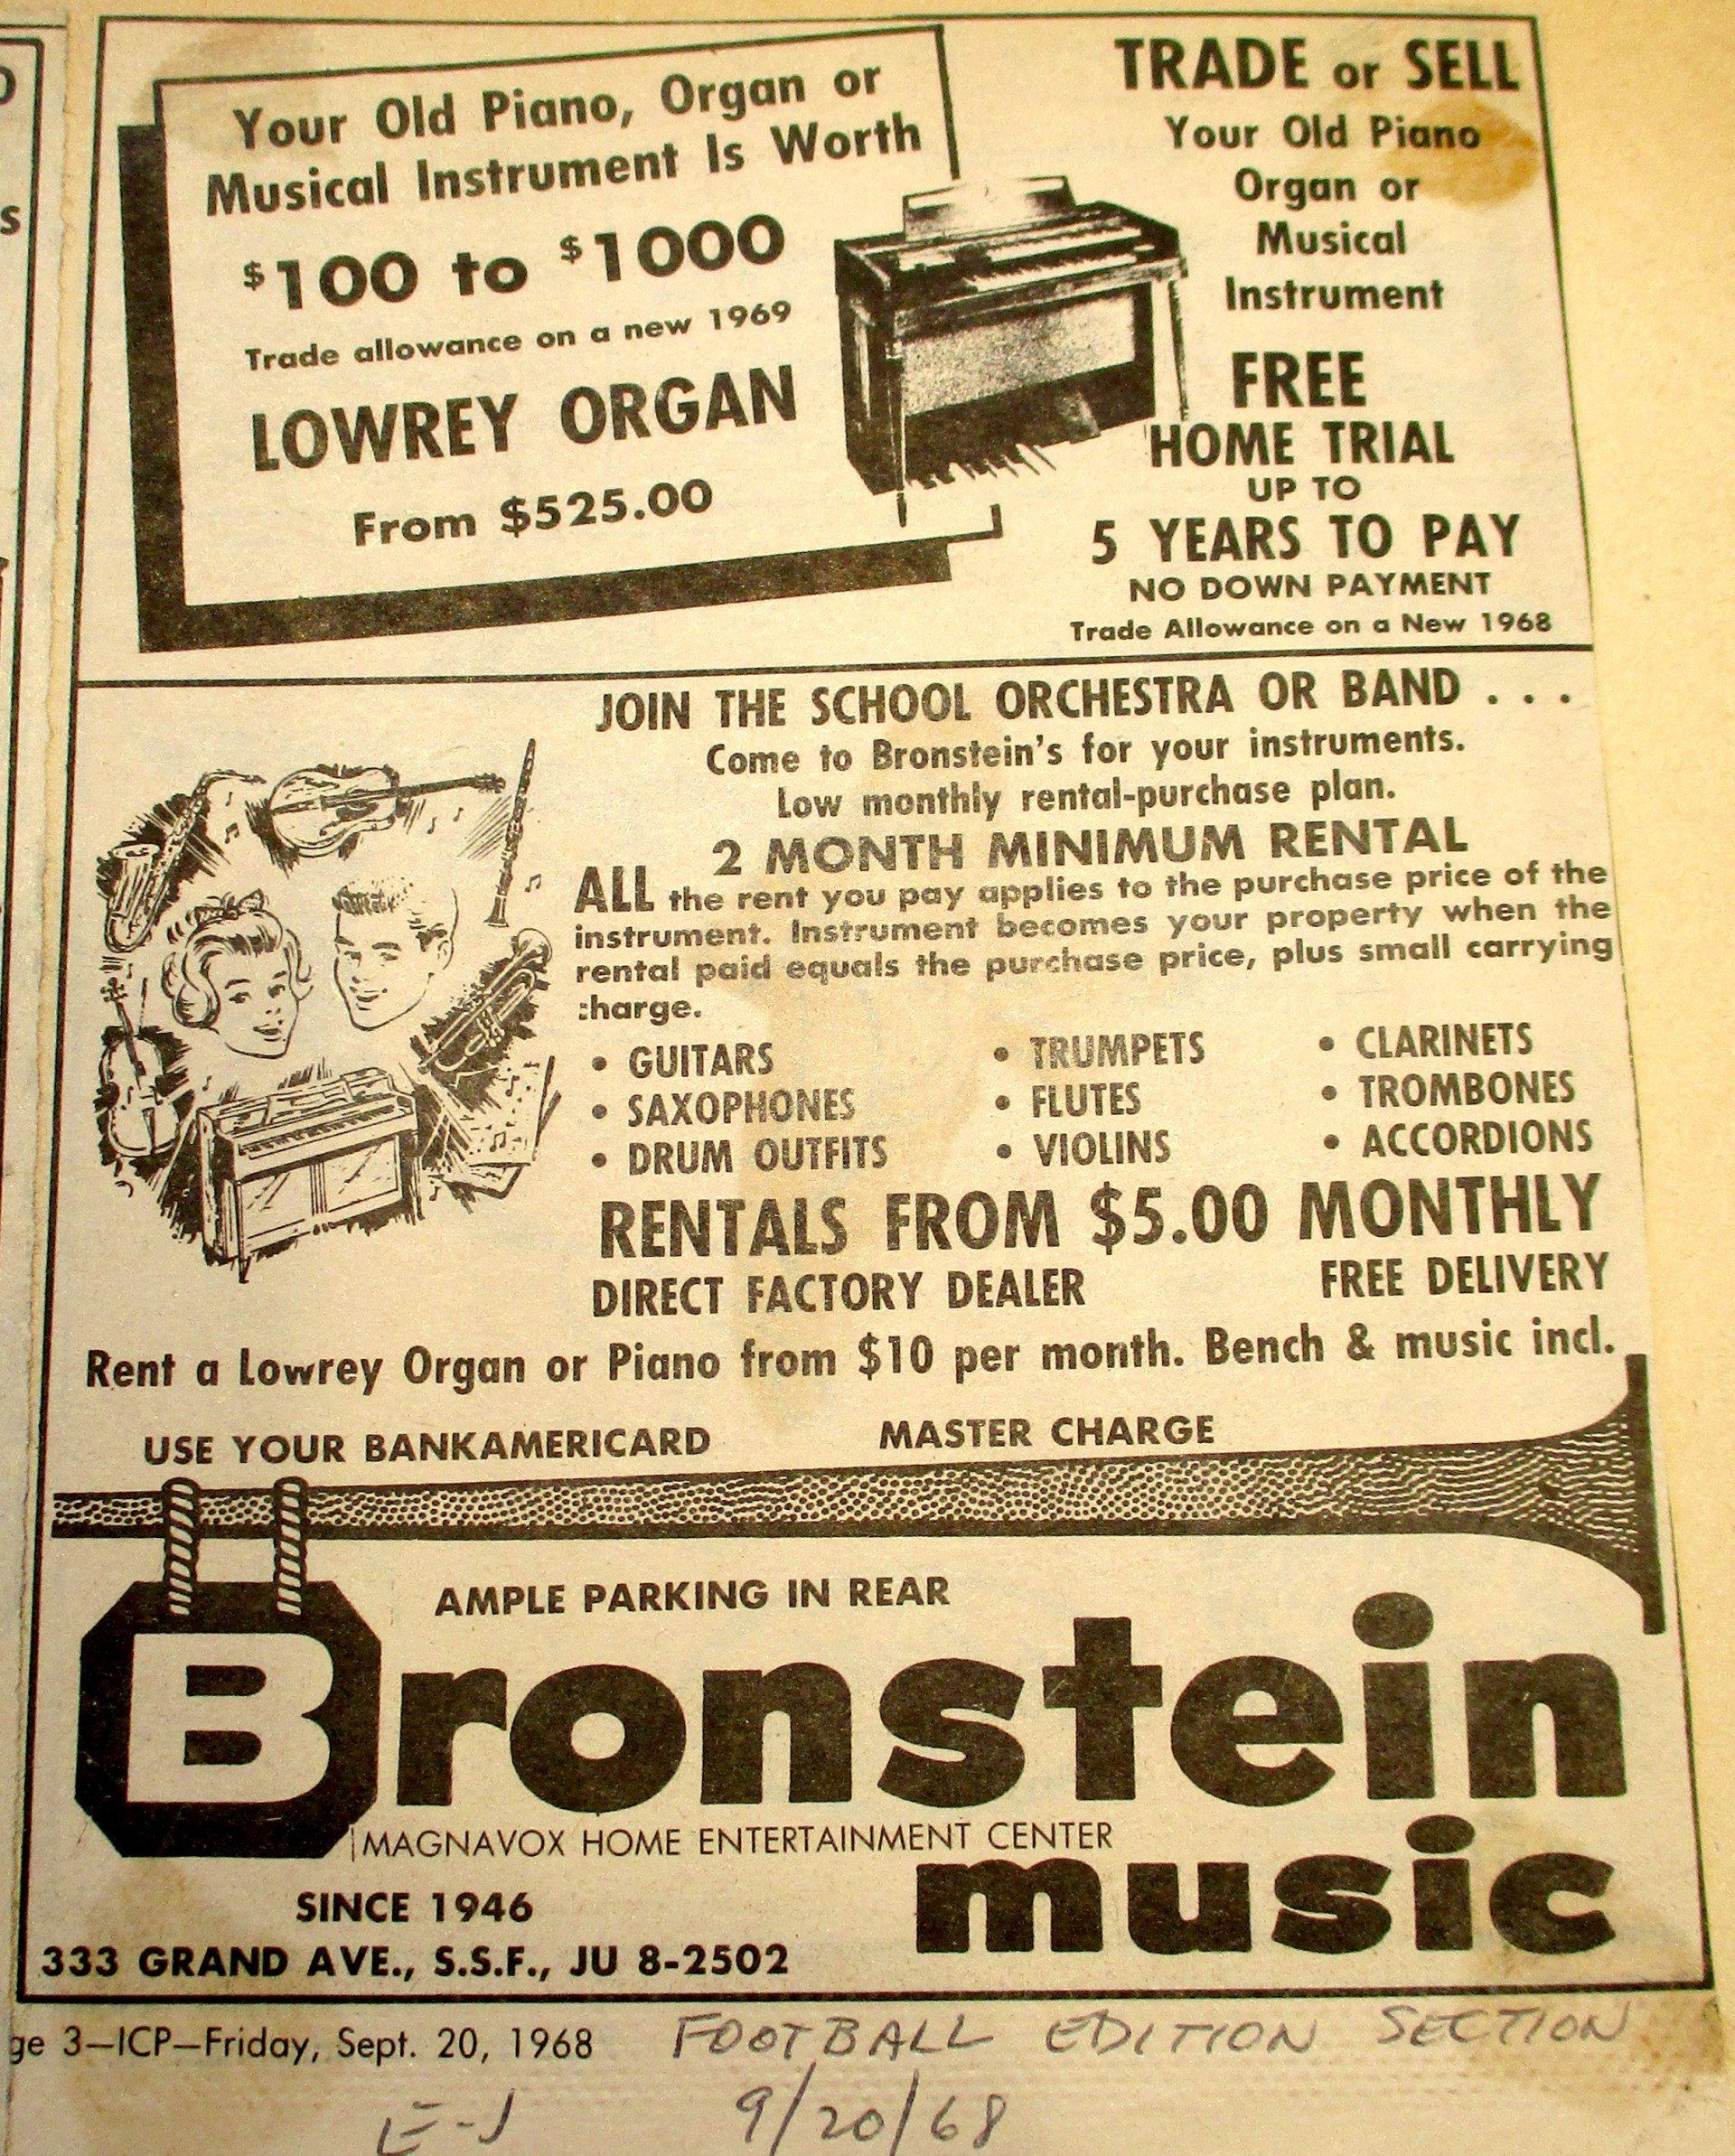 Your Old Piano, Organ or
Musical Instrument Is Worth
$100 to $1000
Trade allowance on a new 1969
LOWREY ORGAN
From $525.00
TRADE or SELL
Your Old Piano
Organ or
Musical
Instrument
FREE
HOME TRIAL
UP TO
5 YEARS TO PAY
NO DOWN PAYMENT
Trade Allowance on a New 1968
JOIN THE SCHOOL ORCHESTRA OR BAND . . .
Come to Bronstein's for your instruments.
Low monthly rental-purchase plan.
2 MONTH MINIMUM RENTAL
ALL the rent you pay applies to the purchase price of the
instrument. Instrument becomes your property when the
rental paid equals the purchase price, plus small carrying
charge.
• GUITARS
• SAXOPHONES
• DRUM OUTFITS
• TRUMPETS
• FLUTES
• VIOLINS
• CLARINETS
• TROMBONES
• ACCORDIONS
RENTALS FROM $5.00 MONTHLY
DIRECT FACTORY DEALER FREE DELIVERY
Rent a Lowrey Organ or Piano from $10 per month. Bench & music incl.
USE YOUR BANKAMERICARD MASTER CHARGE
AMPLE PARKING IN REAR
Bronstein
MAGNAVOX HOME ENTERTAINMENT CENTER
music
SINCE 1946
333 GRAND AVE., S.S.F., JU 8-2502
ge 3—ICP—Friday, Sept. 20, 1968 FOOTBALL EDITION SECTION
E-J 9/20/68